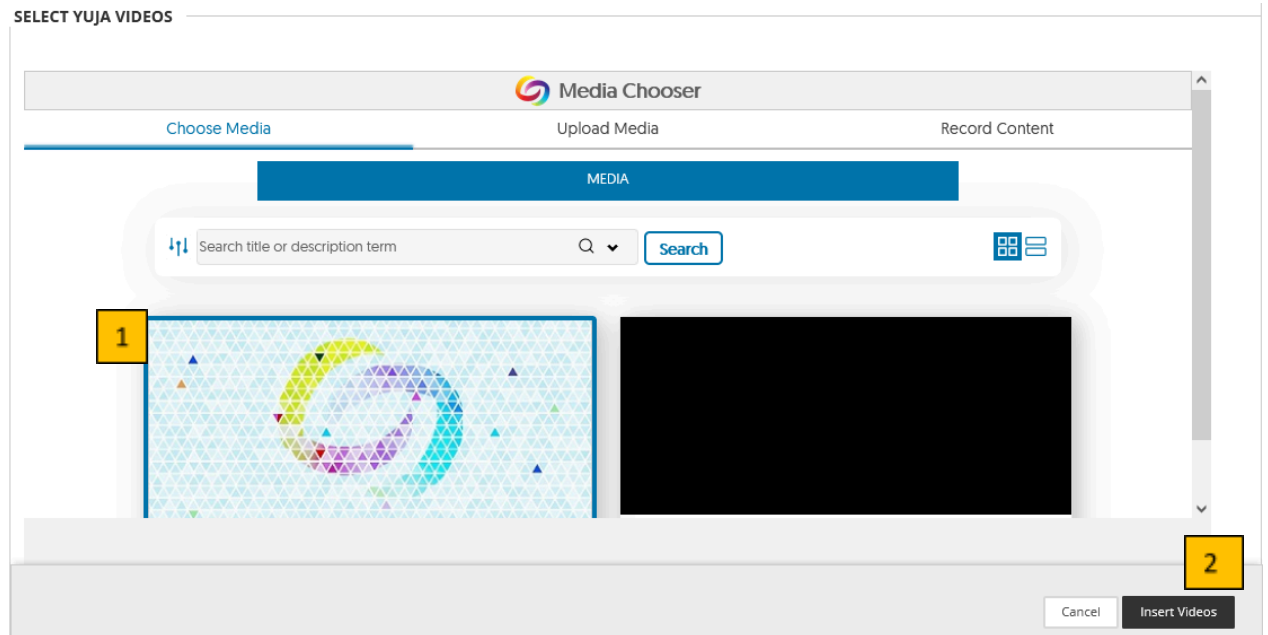 SELECT YUJA VIDEOS
Media Chooser
Choose Media Upload Media Record Content
MEDIA
Search title or description term Search
1
2
Cancel Insert Videos